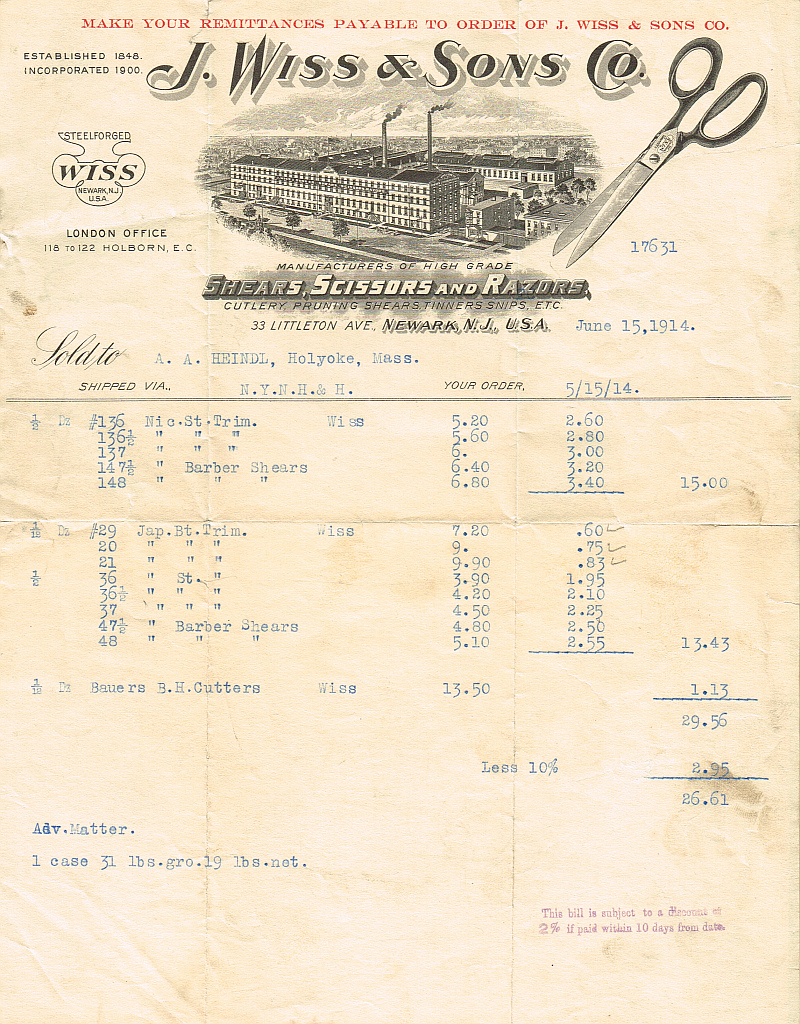 MAKE YOUR REMITTANCES PAYABLE TO ORDER OF J. WISS & SONS CO.
ESTABLISHED 1848.
INCORPORATED 1900.
J. WISS & SONS CO.
STEELFORGED
WISS
NEWARK, N.J.
U.S.A.
LONDON OFFICE
118 TO 122 HOLBORN, E.C.
17631
MANUFACTURERS OF HIGH GRADE
SHEARS, SCISSORS AND RAZORS,
CUTLERY, PRUNING SHEARS, TINNERS SNIPS, ETC.
33 LITTLETON AVE., NEWARK, N.J., U.S.A. June 15,1914.
Sold to A. A. HEINDL, Holyoke, Mass.
SHIPPED VIA., N.Y.N.H.& H. YOUR ORDER, 5/15/14.
½ Dz #136 Nic.St.Trim. Wiss 5.20 2.60
136½ " " " 5.60 2.80
137 " " " 6. 3.00
147½ " Barber Shears 6.40 3.20
148 " " " 6.80 3.40 15.00
1/12 Dz #29 Jap.Bt.Trim. Wiss 7.20 .60
20 " " " 9. .75
21 " " " 9.90 .83
½ 36 " St. " 3.90 1.95
36½ " " " 4.20 2.10
37 " " " 4.50 2.25
47½ " Barber Shears 4.80 2.50
48 " " " 5.10 2.55 13.43
1/12 Dz Bauers B.H.Cutters Wiss 13.50 1.13
29.56
Less 10% 2.95
26.61
Adv.Matter.
1 case 31 lbs.gro.19 lbs.net.
This bill is subject to a discount of
2% if paid within 10 days from date.